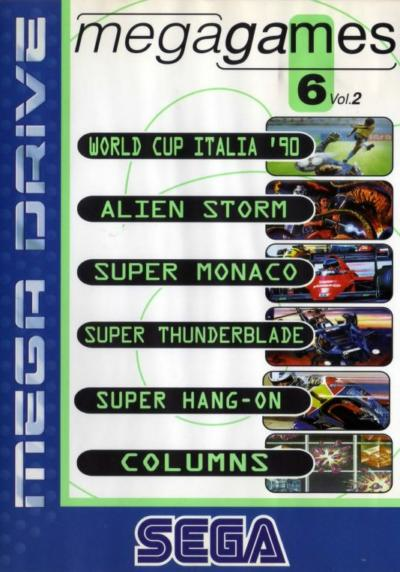 megagames
6 Vol.2
WORLD CUP ITALIA '90
ALIEN STORM
SUPER MONACO
SUPER THUNDERBLADE
SUPER HANG-ON
COLUMNS
MEGA DRIVE
SEGA